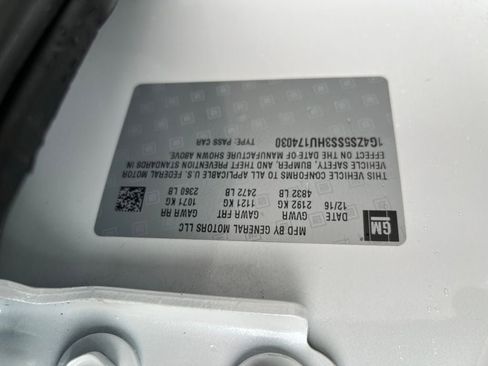 GM
MFD BY GENERAL MOTORS LLC
DATE GVWR GAWR FRT GAWR RR
12/16 2192 KG 1121 KG 1071 KG
4832 LB 2472 LB 2360 LB
THIS VEHICLE CONFORMS TO ALL APPLICABLE U.S. FEDERAL MOTOR
VEHICLE SAFETY, BUMPER, AND THEFT PREVENTION STANDARDS IN
EFFECT ON THE DATE OF MANUFACTURE SHOWN ABOVE.
1G4ZS5SS3HU174030 TYPE: PASS CAR